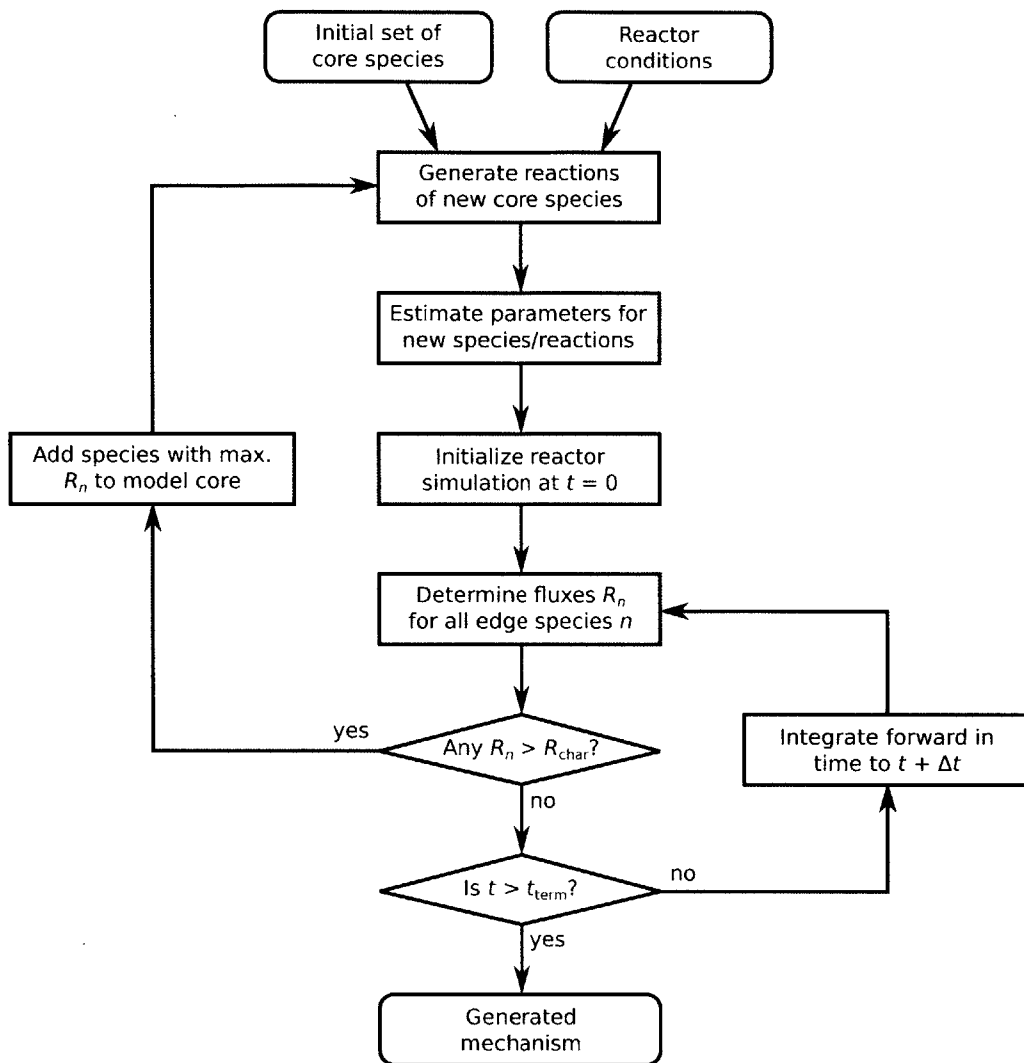 Initial set of
core species
Reactor
conditions
Generate reactions
of new core species
Estimate parameters for
new species/reactions
Add species with max.
Rₙ to model core
Initialize reactor
simulation at t = 0
Determine fluxes Rₙ
for all edge species n
yes
Any Rₙ > R_char?
Integrate forward in
time to t + Δt
no
Is t > t_term?
no
yes
Generated
mechanism